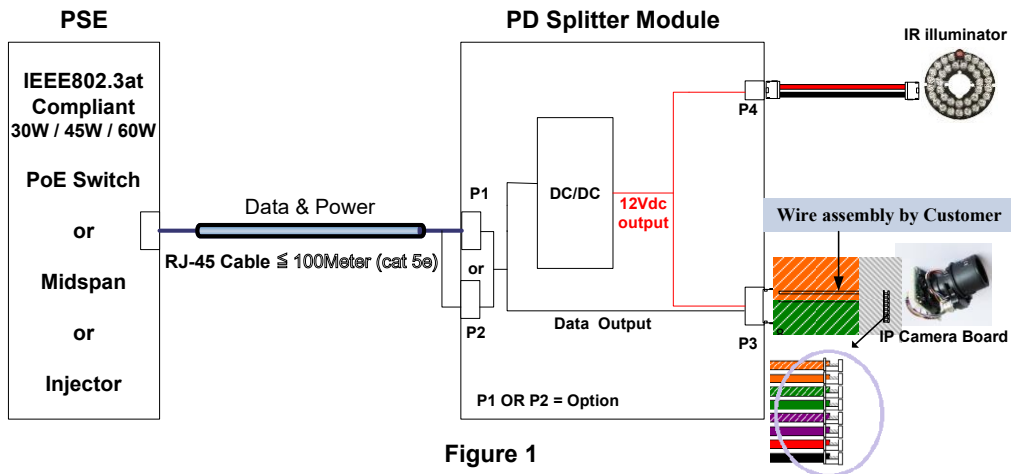 PSE
PD Splitter Module
IR illuminator
IEEE802.3at
Compliant
30W / 45W / 60W
PoE Switch
or
Midspan
or
Injector
Data & Power
RJ-45 Cable ≦ 100Meter (cat 5e)
P1
or
P2
DC/DC
12Vdc
output
Data Output
P4
P3
P1 OR P2 = Option
Wire assembly by Customer
IP Camera Board
Figure 1